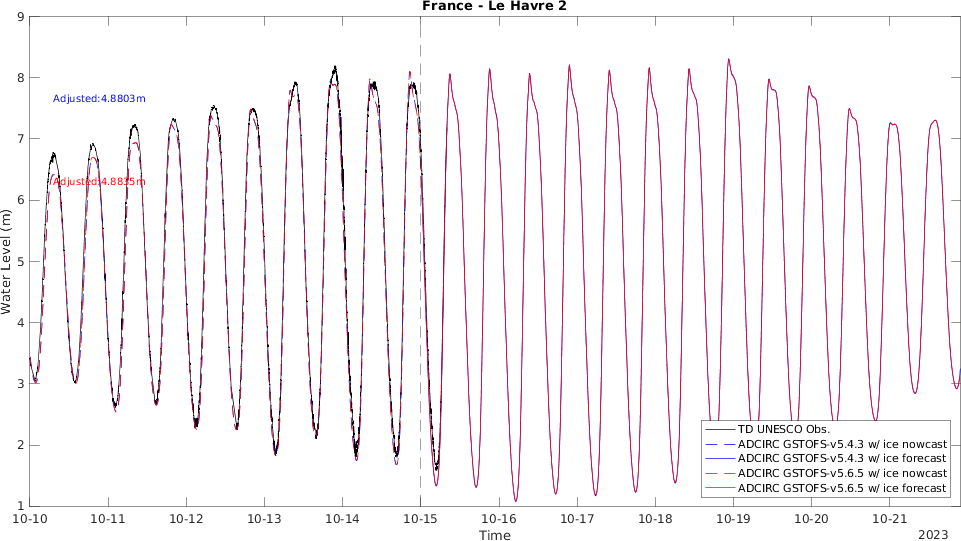 France - Le Havre 2
9
8
7
6
5
4
3
2
1
Water Level (m)
Adjusted:4.8803m
Adjusted:4.8835m
TD UNESCO Obs.
ADCIRC GSTOFS-v5.4.3 w/ ice nowcast
ADCIRC GSTOFS-v5.4.3 w/ ice forecast
ADCIRC GSTOFS-v5.6.5 w/ ice nowcast
ADCIRC GSTOFS-v5.6.5 w/ ice forecast
10-10 10-11 10-12 10-13 10-14 10-15 10-16 10-17 10-18 10-19 10-20 10-21
Time
2023